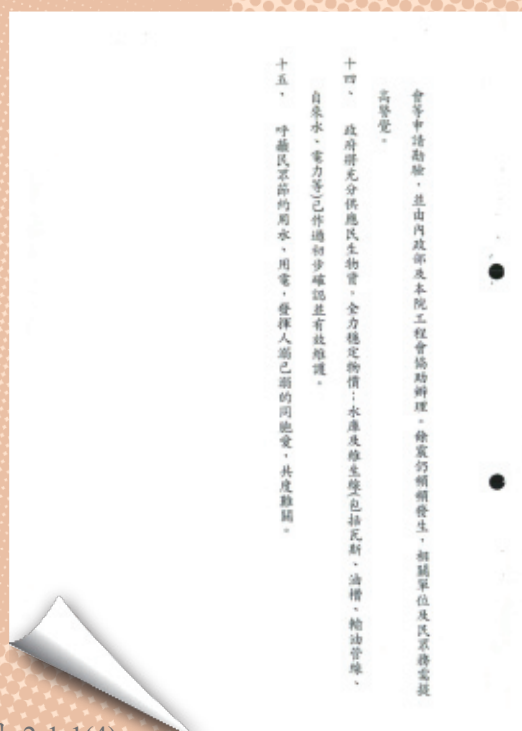 會等申請勘驗，並由內政部及本院工程會協助辦理。餘震仍頻頻發生，相關單位及民眾務需提
高警覺。
十四、 政府將充分供應民生物資，全力穩定物價；水庫及維生線(包括瓦斯、油槽、輸油管線、
自來水、電力等)已作過初步確認並有效維護。
十五、 呼籲民眾節約用水、用電，發揮人溺己溺的同胞愛，共度難關。
2-1-1(4)